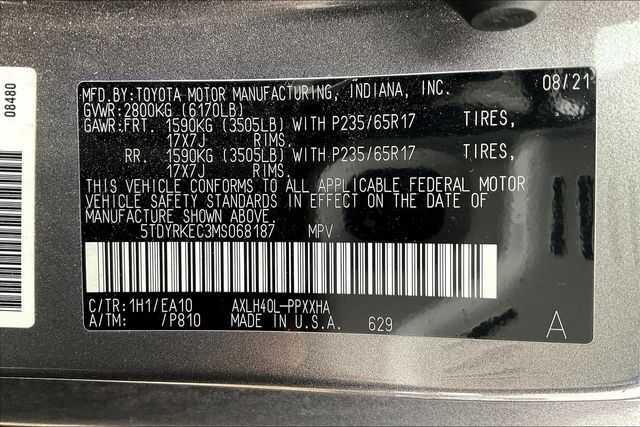 08480
MFD.BY:TOYOTA MOTOR MANUFACTURING, INDIANA, INC. 08/21
GVWR:2800KG (6170LB)
GAWR:FRT. 1590KG (3505LB) WITH P235/65R17 TIRES,
17X7J RIMS.
RR. 1590KG (3505LB) WITH P235/65R17 TIRES,
17X7J RIMS.
THIS VEHICLE CONFORMS TO ALL APPLICABLE FEDERAL MOTOR
VEHICLE SAFETY STANDARDS IN EFFECT ON THE DATE OF
MANUFACTURE SHOWN ABOVE.
5TDYRKEC3MS068187 MPV
C/TR:1H1/EA10 AXLH40L-PPXXHA
A/TM: /P810 MADE IN U.S.A. 629 A